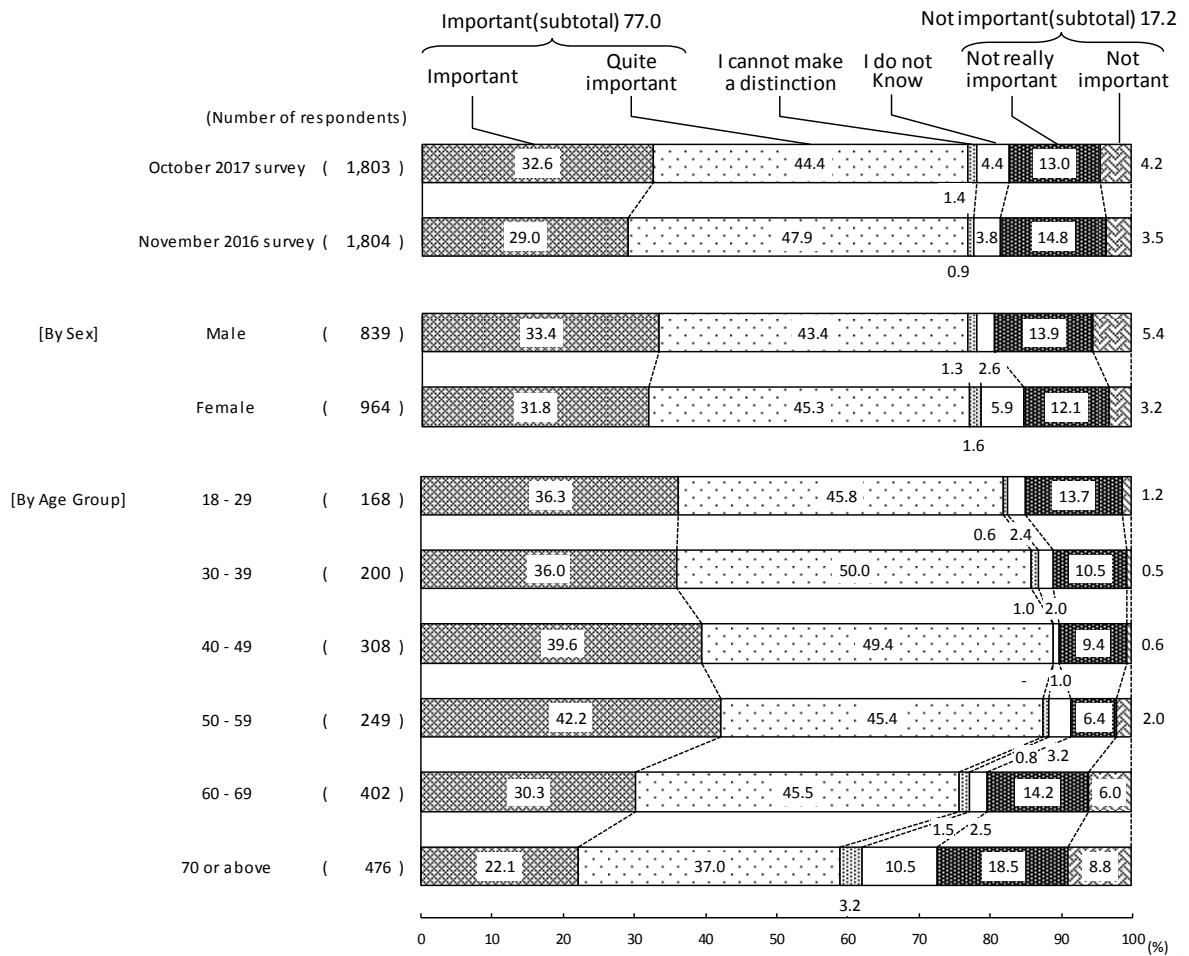 Important(subtotal) 77.0
Not important(subtotal) 17.2
Important
Quite important
I cannot make a distinction
I do not Know
Not really important
Not important
(Number of respondents)
October 2017 survey ( 1,803 ) 32.6 44.4 4.4 13.0 4.2
1.4
November 2016 survey ( 1,804 ) 29.0 47.9 3.8 14.8 3.5
0.9
[By Sex] Male ( 839 ) 33.4 43.4 13.9 5.4
1.3 2.6
Female ( 964 ) 31.8 45.3 5.9 12.1 3.2
1.6
[By Age Group] 18 - 29 ( 168 ) 36.3 45.8 13.7 1.2
0.6 2.4
30 - 39 ( 200 ) 36.0 50.0 10.5 0.5
1.0 2.0
40 - 49 ( 308 ) 39.6 49.4 9.4 0.6
- 1.0
50 - 59 ( 249 ) 42.2 45.4 6.4 2.0
0.8 3.2
60 - 69 ( 402 ) 30.3 45.5 14.2 6.0
1.5 2.5
70 or above ( 476 ) 22.1 37.0 10.5 18.5 8.8
3.2
0 10 20 30 40 50 60 70 80 90 100 (%)